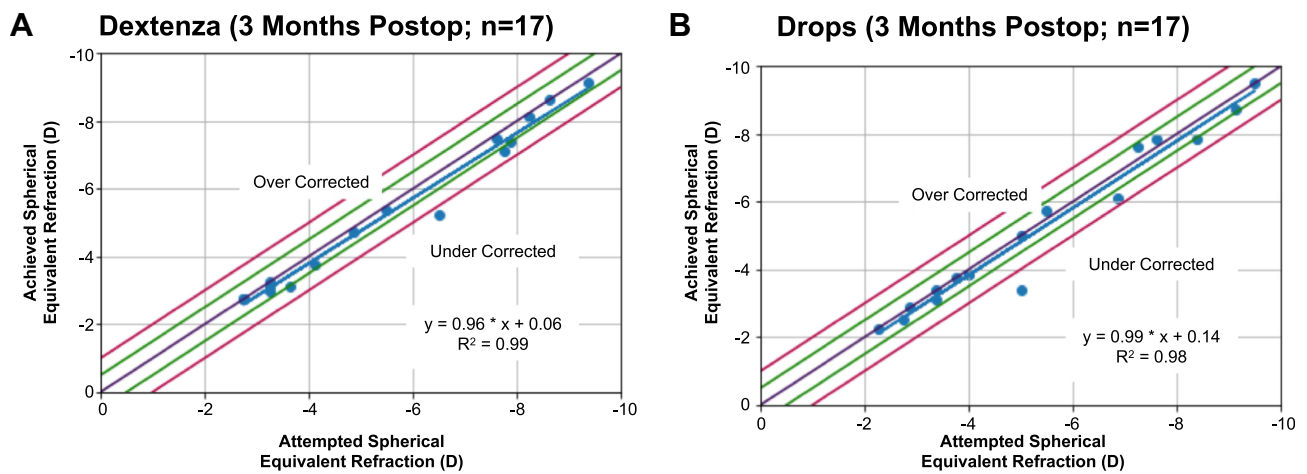 A Dextenza (3 Months Postop; n=17)
Achieved Spherical
Equivalent Refraction (D)
-10
-8
-6
-4
-2
0
Over Corrected
Under Corrected
y = 0.96 * x + 0.06
R² = 0.99
0 -2 -4 -6 -8 -10
Attempted Spherical
Equivalent Refraction (D)
B Drops (3 Months Postop; n=17)
Achieved Spherical
Equivalent Refraction (D)
-10
-8
-6
-4
-2
0
Over Corrected
Under Corrected
y = 0.99 * x + 0.14
R² = 0.98
0 -2 -4 -6 -8 -10
Attempted Spherical
Equivalent Refraction (D)